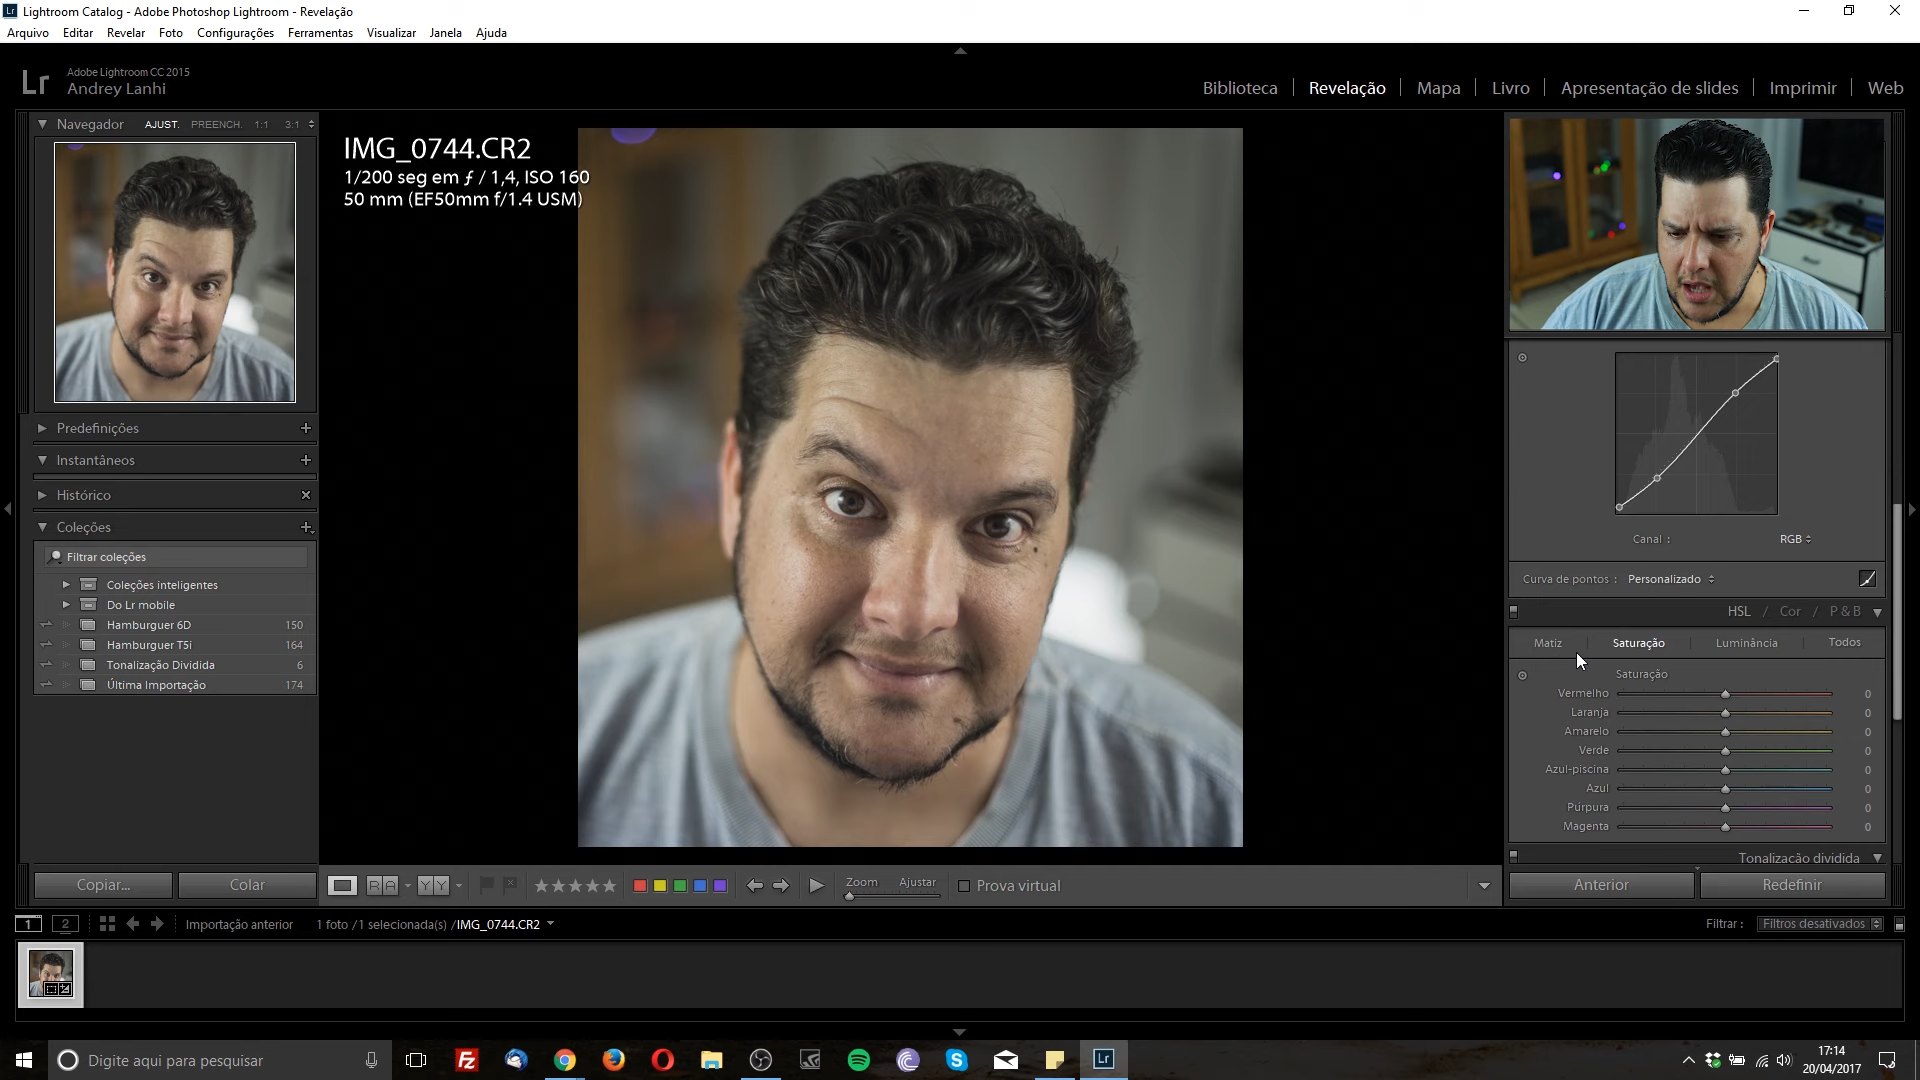 Lightroom Catalog - Adobe Photoshop Lightroom - Revelação
Arquivo Editar Revelar Foto Configurações Ferramentas Visualizar Janela Ajuda
Lr
Adobe Lightroom CC 2015
Andrey Lanhi
Biblioteca Revelação Mapa Livro Apresentação de slides Imprimir Web
Navegador AJUST. PREENCH. 1:1 3:1
IMG_0744.CR2
1/200 seg em ƒ / 1,4, ISO 160
50 mm (EF50mm f/1.4 USM)
Predefinições
Instantâneos
Histórico
Coleções
Filtrar coleções
Coleções inteligentes
Do Lr mobile
Hamburguer 6D 150
Hamburguer T5i 164
Tonalização Dividida 6
Última Importação 174
Copiar... Colar
Canal : RGB
Curva de pontos : Personalizado
HSL / Cor / P & B
Matiz Saturação Luminância Todos
Saturação
Vermelho 0
Laranja 0
Amarelo 0
Verde 0
Azul-piscina 0
Azul 0
Púrpura 0
Magenta 0
Tonalização dividida
Anterior Redefinir
R A Y Y Zoom Ajustar Prova virtual
1 2 Importação anterior 1 foto /1 selecionada(s) /IMG_0744.CR2 Filtrar : Filtros desativados
Digite aqui para pesquisar
Fz
Lr
17:14
20/04/2017